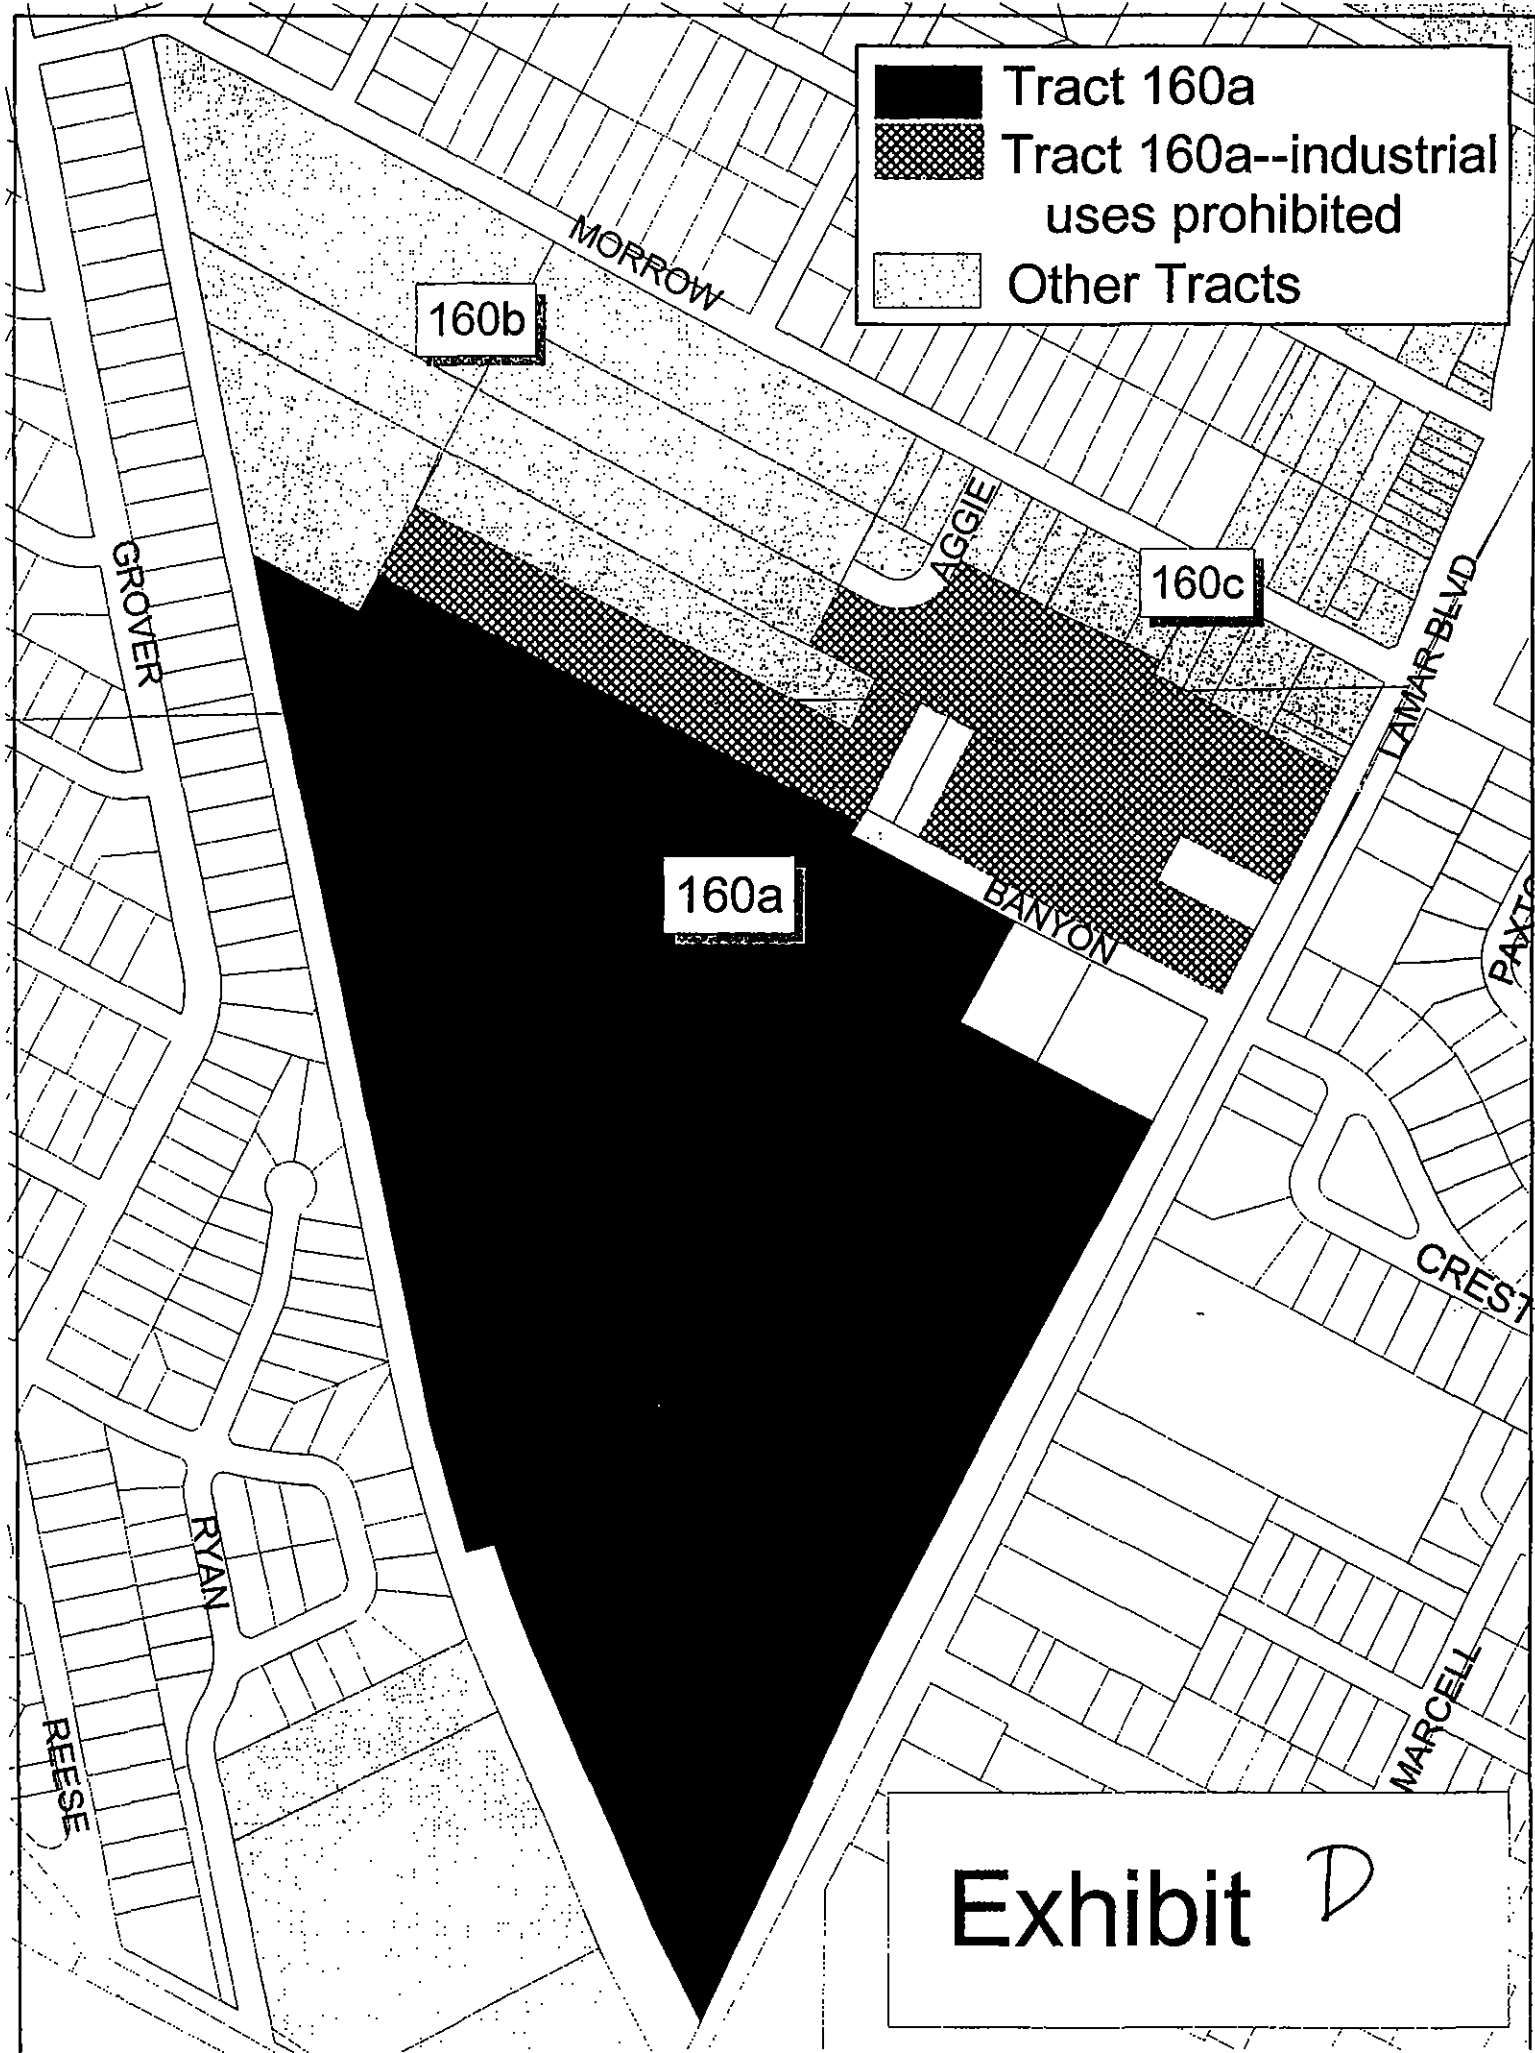 Tract 160a
Tract 160a--industrial
uses prohibited
Other Tracts
MORROW
160b
AGGIE
160c
GROVER
LAMAR BLVD
160a
BANYON
CREST
RYAN
MARCELL
REESE
Exhibit D